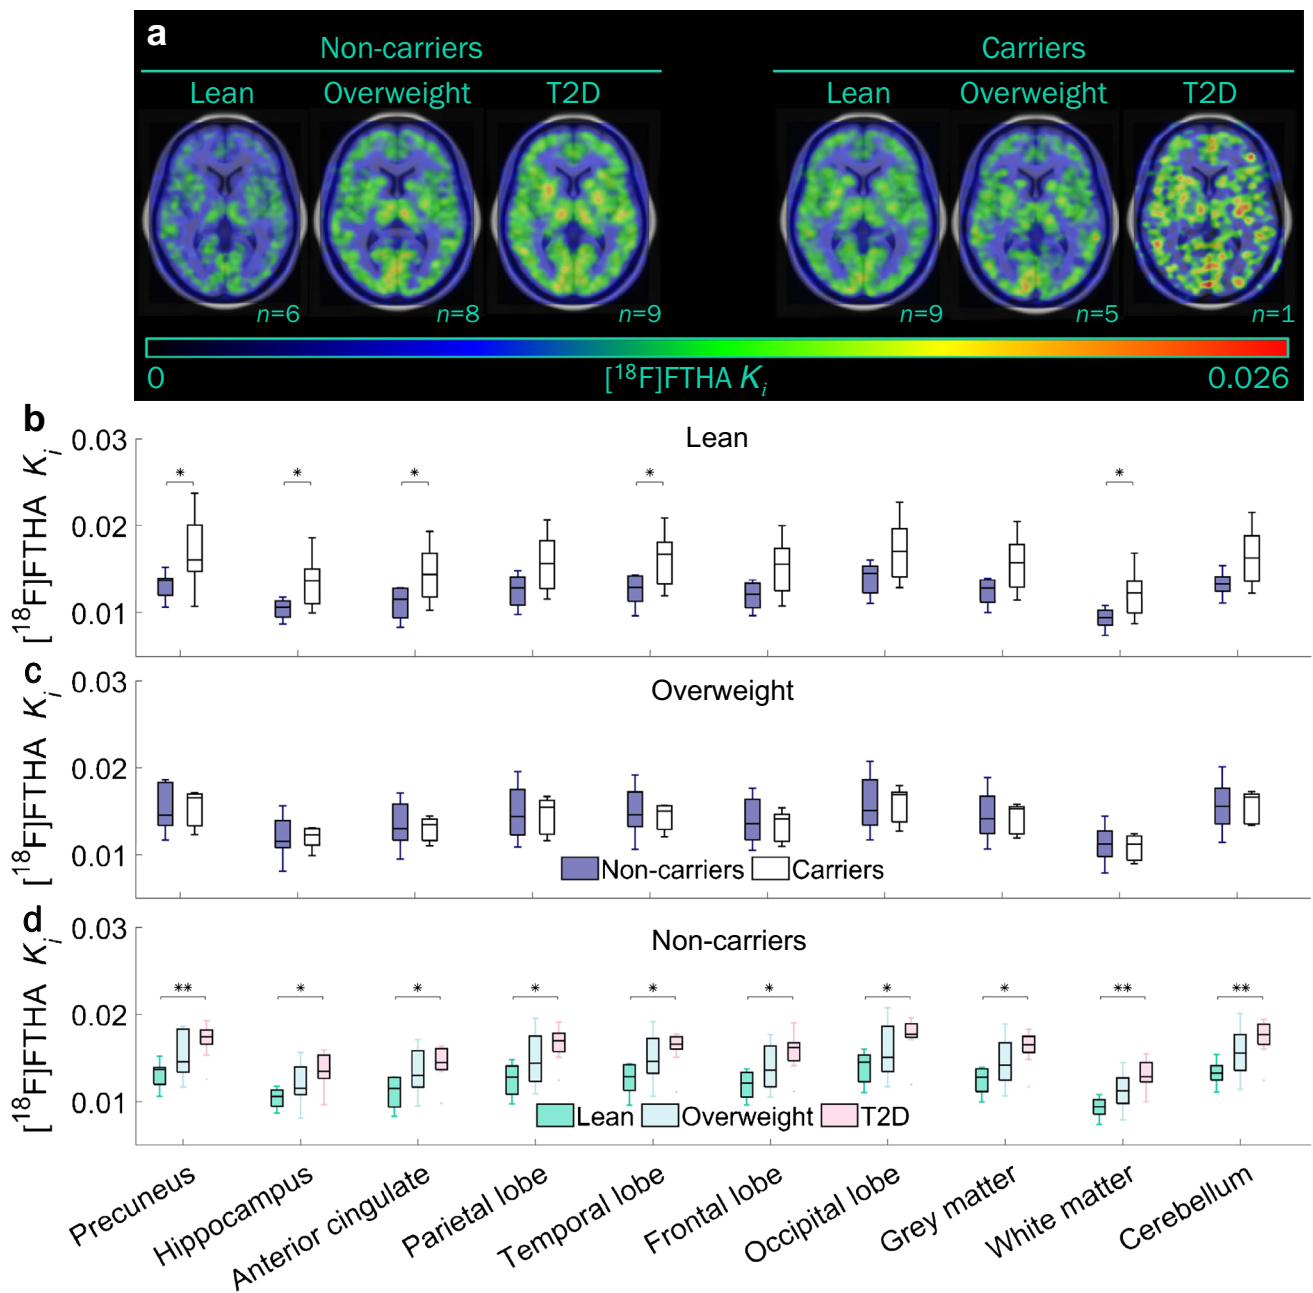 a
Non-carriers
Carriers
Lean
Overweight
T2D
Lean
Overweight
T2D
n=6
n=8
n=9
n=9
n=5
n=1
0
[¹⁸F]FTHA Kᵢ
0.026
b
Lean
[¹⁸F]FTHA Kᵢ
0.03
0.02
0.01
*
*
*
*
*
c
Overweight
[¹⁸F]FTHA Kᵢ
0.03
0.02
0.01
Non-carriers
Carriers
d
Non-carriers
[¹⁸F]FTHA Kᵢ
0.03
0.02
0.01
**
*
*
*
*
*
*
*
**
**
Lean
Overweight
T2D
Precuneus
Hippocampus
Anterior cingulate
Parietal lobe
Temporal lobe
Frontal lobe
Occipital lobe
Grey matter
White matter
Cerebellum